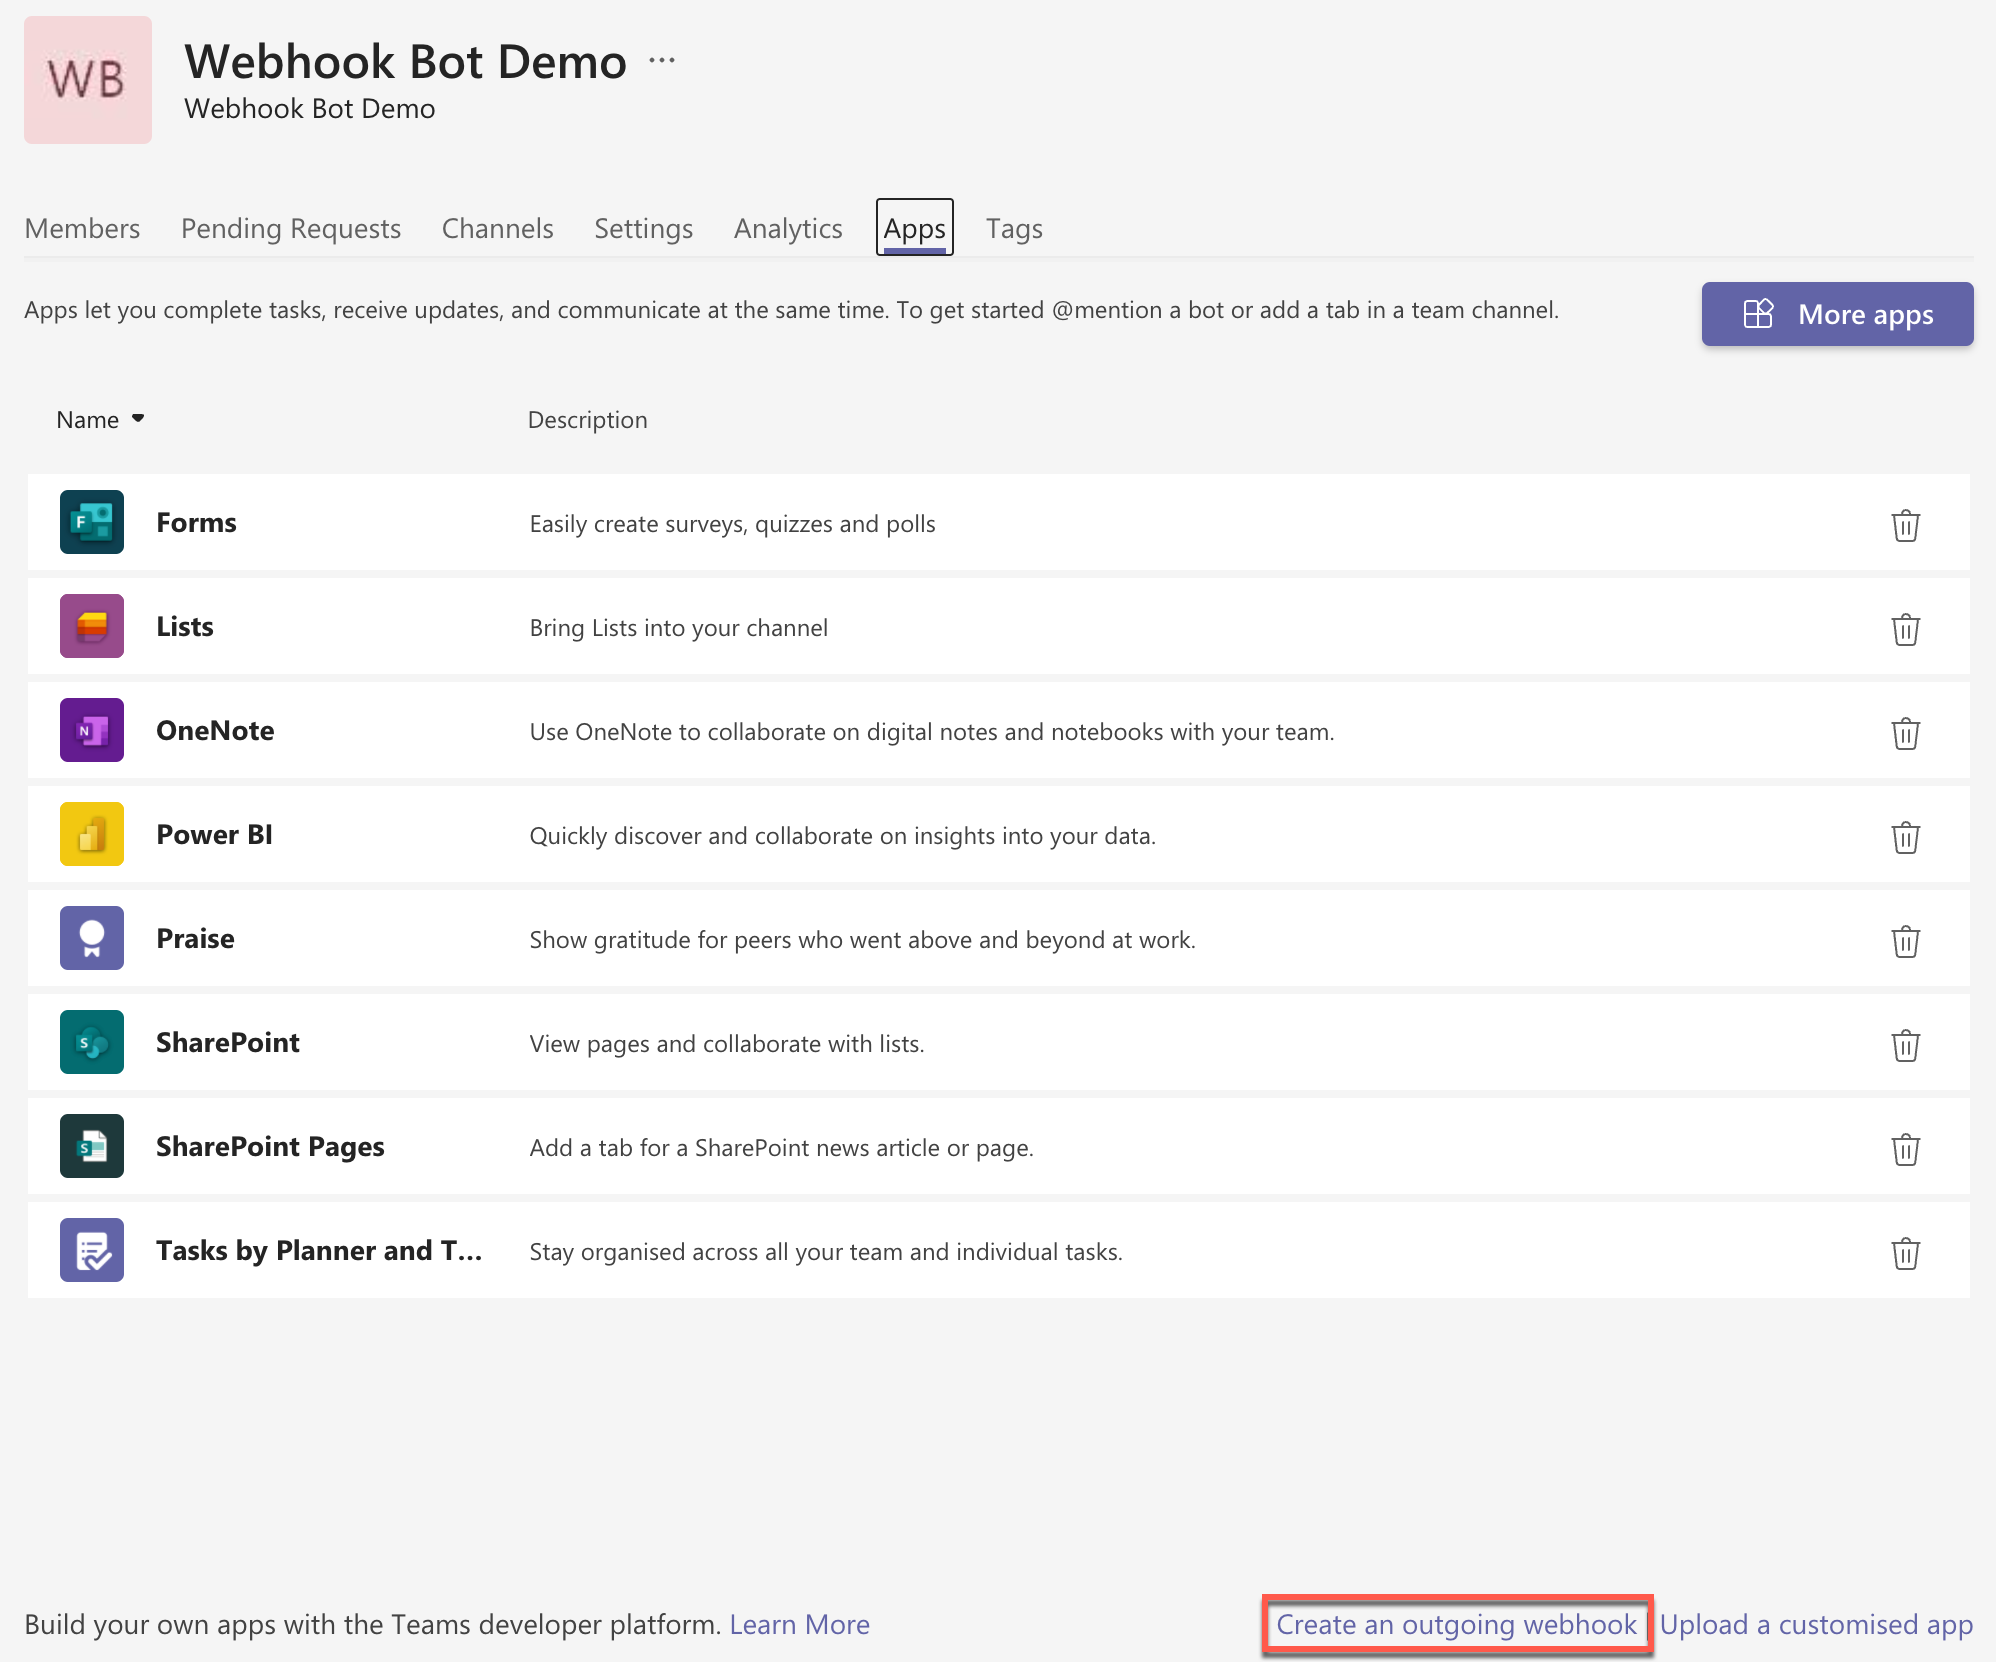 WB
Webhook Bot Demo ...
Webhook Bot Demo
Members Pending Requests Channels Settings Analytics Apps Tags
Apps let you complete tasks, receive updates, and communicate at the same time. To get started @mention a bot or add a tab in a team channel.
More apps
Name Description
F Forms Easily create surveys, quizzes and polls
Lists Bring Lists into your channel
N OneNote Use OneNote to collaborate on digital notes and notebooks with your team.
Power BI Quickly discover and collaborate on insights into your data.
Praise Show gratitude for peers who went above and beyond at work.
S SharePoint View pages and collaborate with lists.
S SharePoint Pages Add a tab for a SharePoint news article or page.
Tasks by Planner and T... Stay organised across all your team and individual tasks.
Build your own apps with the Teams developer platform. Learn More Create an outgoing webhook | Upload a customised app